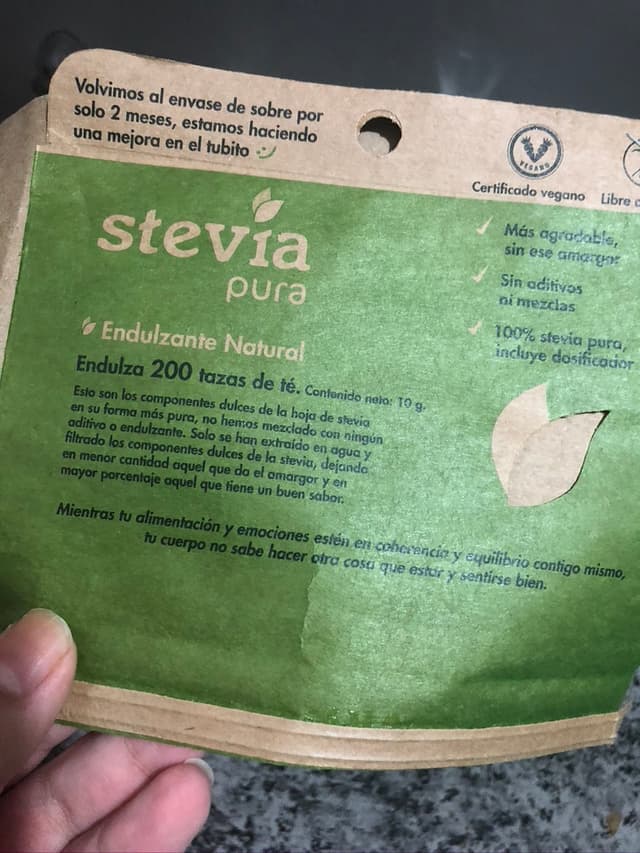 Volvimos al envase de sobre por
solo 2 meses, estamos haciendo
una mejora en el tubito
VEGANO
Certificado vegano
Libre
stevia
pura
Endulzante Natural
Endulza 200 tazas de té. Contenido neto: 10 g.
Esto son los componentes dulces de la hoja de stevia
en su forma más pura, no hemos mezclado con ningún
aditivo o endulzante. Solo se han extraído en agua y
filtrado los componentes dulces de la stevia, dejando
en menor cantidad aquel que da el amargor y en
mayor porcentaje aquel que tiene un buen sabor.
Más agradable,
sin ese amargor
Sin aditivos
ni mezclas
100% stevia pura,
incluye dosificador
Mientras tu alimentación y emociones estén en coherencia y equilibrio contigo mismo,
tu cuerpo no sabe hacer otra cosa que estar y sentirse bien.